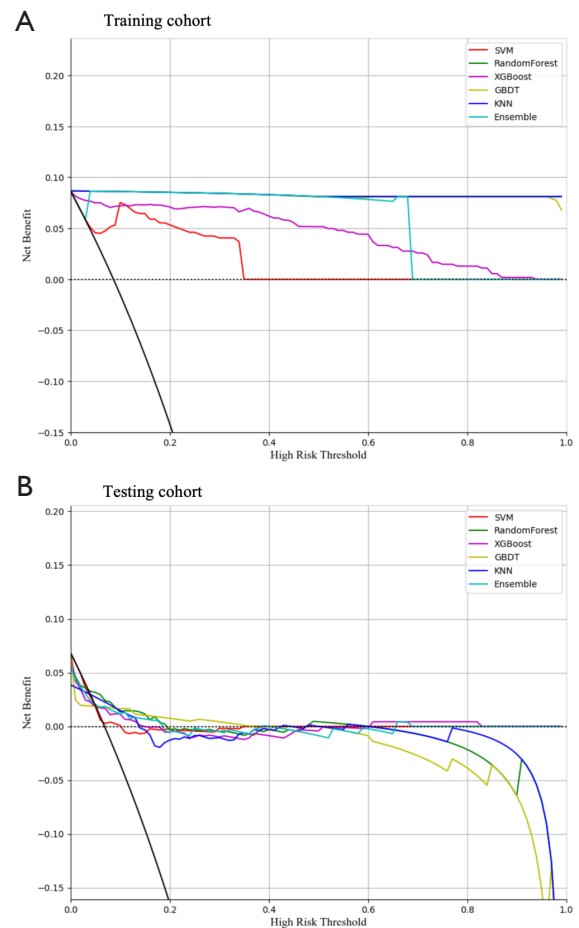 A
Training cohort
SVM
RandomForest
XGBoost
GBDT
KNN
Ensemble
0.20
0.15
0.10
0.05
0.00
−0.05
−0.10
−0.15
Net Benefit
0.0 0.2 0.4 0.6 0.8 1.0
High Risk Threshold
B
Testing cohort
SVM
RandomForest
XGBoost
GBDT
KNN
Ensemble
0.20
0.15
0.10
0.05
0.00
−0.05
−0.10
−0.15
Net Benefit
0.0 0.2 0.4 0.6 0.8 1.0
High Risk Threshold